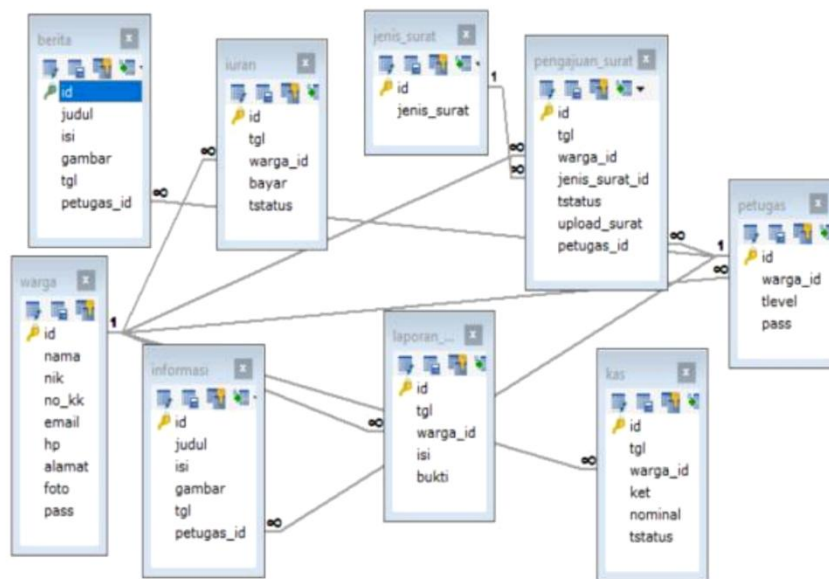 berita
id
judul
isi
gambar
tgl
petugas_id
iuran
id
tgl
warga_id
bayar
tstatus
jenis_surat
id
jenis_surat
pengajuan_surat
id
tgl
warga_id
jenis_surat_id
tstatus
upload_surat
petugas_id
petugas
id
warga_id
tlevel
pass
warga
id
nama
nik
no_kk
email
hp
alamat
foto
pass
informasi
id
judul
isi
gambar
tgl
petugas_id
laporan_...
id
tgl
warga_id
isi
bukti
kas
id
tgl
warga_id
ket
nominal
tstatus
1
∞
∞
∞
∞
∞
1
∞
1
∞
∞
∞